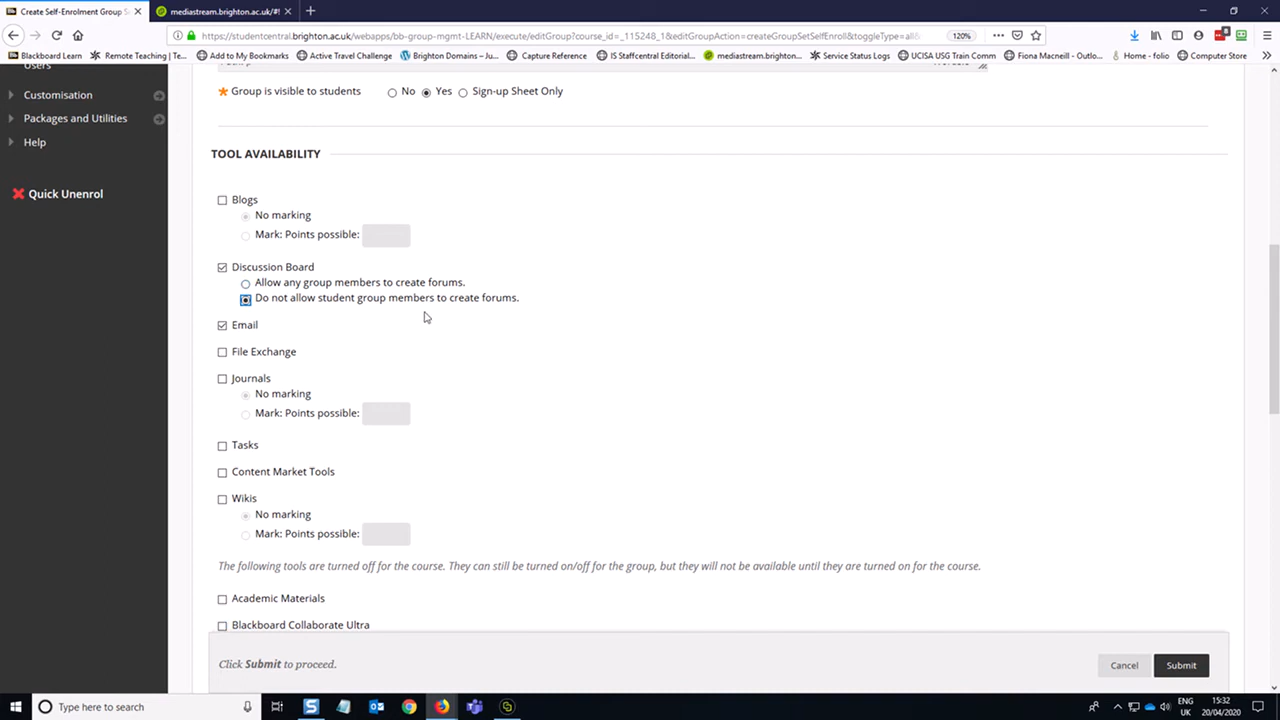 Create Self-Enrolment Group S
mediastream.brighton.ac.uk/#!
https://studentcentral.brighton.ac.uk/webapps/bb-group-mgmt-LEARN/execute/editGroup?course_id=_115248_1&editGroupAction=createGroupSetSelfEnroll&toggleType=all&
120%
Blackboard Learn
Remote Teaching | Te...
Add to My Bookmarks
Active Travel Challenge
Brighton Domains – Ju...
Capture Reference
IS Staffcentral Editorial...
mediastream.brighton...
Service Status Logs
UCISA USG Train Comm
Fiona Macneill - Outlo...
Home - folio
Computer Store
Users
Customisation
Packages and Utilities
Help
Quick Unenrol
Group is visible to students
No
Yes
Sign-up Sheet Only
TOOL AVAILABILITY
Blogs
No marking
Mark: Points possible:
Discussion Board
Allow any group members to create forums.
Do not allow student group members to create forums.
Email
File Exchange
Journals
No marking
Mark: Points possible:
Tasks
Content Market Tools
Wikis
No marking
Mark: Points possible:
The following tools are turned off for the course. They can still be turned on/off for the group, but they will not be available until they are turned on for the course.
Academic Materials
Blackboard Collaborate Ultra
Click Submit to proceed.
Cancel
Submit
Type here to search
ENG
UK
15:32
20/04/2020